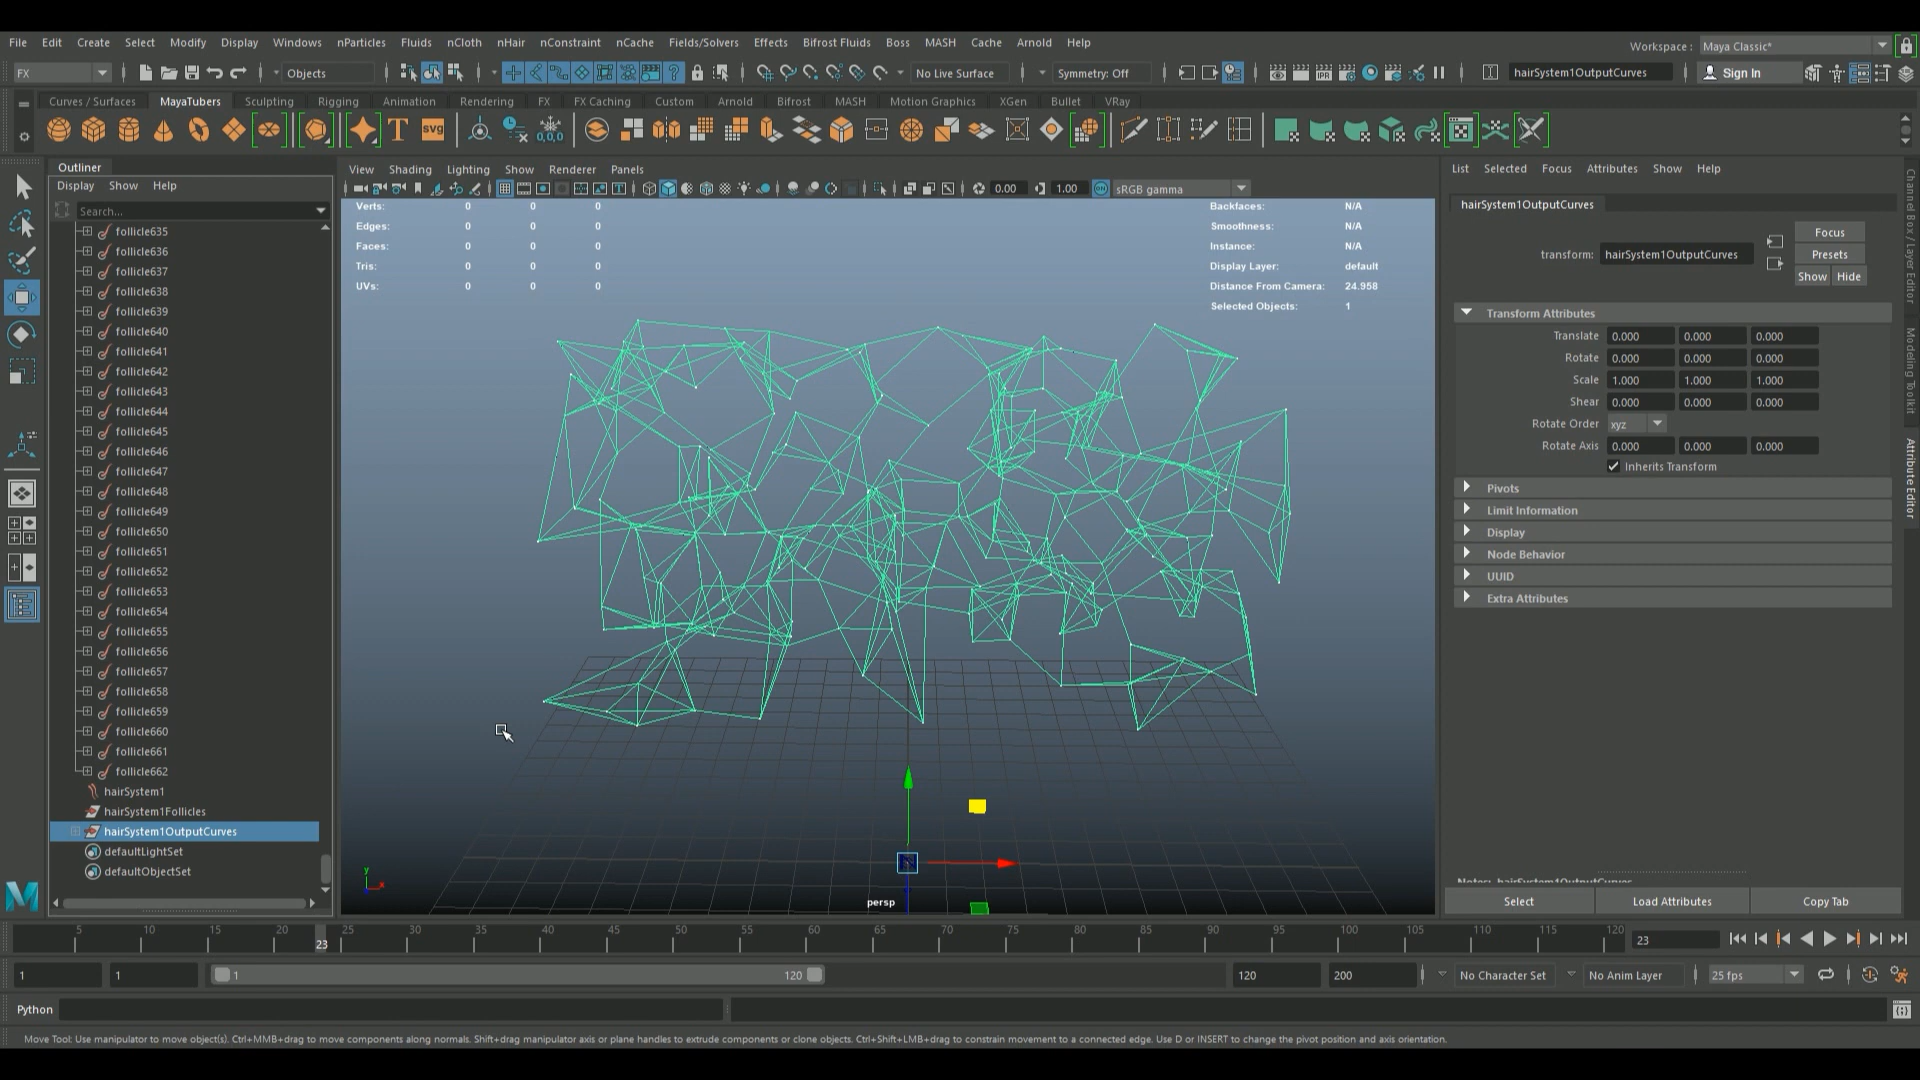 File Edit Create Select Modify Display Windows nParticles Fluids nCloth nHair nConstraint nCache Fields/Solvers Effects Bifrost Fluids Boss MASH Cache Arnold Help
Workspace : Maya Classic*
FX Objects No Live Surface Symmetry: Off hairSystem1OutputCurves Sign In
Curves / Surfaces MayaTubers Sculpting Rigging Animation Rendering FX FX Caching Custom Arnold Bifrost MASH Motion Graphics XGen Bullet VRay
T svg 0,0,0
Outliner
Display Show Help
Search...
follicle635
follicle636
follicle637
follicle638
follicle639
follicle640
follicle641
follicle642
follicle643
follicle644
follicle645
follicle646
follicle647
follicle648
follicle649
follicle650
follicle651
follicle652
follicle653
follicle654
follicle655
follicle656
follicle657
follicle658
follicle659
follicle660
follicle661
follicle662
hairSystem1
hairSystem1Follicles
hairSystem1OutputCurves
defaultLightSet
defaultObjectSet
View Shading Lighting Show Renderer Panels
0.00 1.00 sRGB gamma
Verts: 0 0 0
Edges: 0 0 0
Faces: 0 0 0
Tris: 0 0 0
UVs: 0 0 0
Backfaces: N/A
Smoothness: N/A
Instance: N/A
Display Layer: default
Distance From Camera: 24.958
Selected Objects: 1
y
x
persp
List Selected Focus Attributes Show Help
hairSystem1OutputCurves
transform: hairSystem1OutputCurves
Focus
Presets
Show Hide
Transform Attributes
Translate 0.000 0.000 0.000
Rotate 0.000 0.000 0.000
Scale 1.000 1.000 1.000
Shear 0.000 0.000 0.000
Rotate Order xyz
Rotate Axis 0.000 0.000 0.000
Inherits Transform
Pivots
Limit Information
Display
Node Behavior
UUID
Extra Attributes
Notes: hairSystem1OutputCurves
Select Load Attributes Copy Tab
Channel Box / Layer Editor
Modeling Toolkit
Attribute Editor
5 10 15 20 25 30 35 40 45 50 55 60 65 70 75 80 85 90 95 100 105 110 115 120
23
23
1 1 1 120 120 200 No Character Set No Anim Layer 25 fps
Python
Move Tool: Use manipulator to move object(s). Ctrl+MMB+drag to move components along normals. Shift+drag manipulator axis or plane handles to extrude components or clone objects. Ctrl+Shift+LMB+drag to constrain movement to a connected edge. Use D or INSERT to change the pivot position and axis orientation.